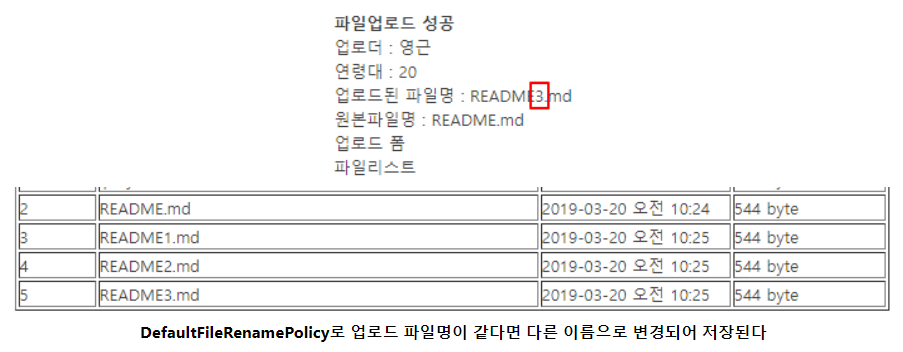 파일업로드 성공
업로더 : 영근
연령대 : 20
업로드된 파일명 : README3.md
원본파일명 : README.md
업로드 폼
파일리스트
2 README.md 2019-03-20 오전 10:24 544 byte
3 README1.md 2019-03-20 오전 10:25 544 byte
4 README2.md 2019-03-20 오전 10:25 544 byte
5 README3.md 2019-03-20 오전 10:25 544 byte
DefaultFileRenamePolicy로 업로드 파일명이 같다면 다른 이름으로 변경되어 저장된다